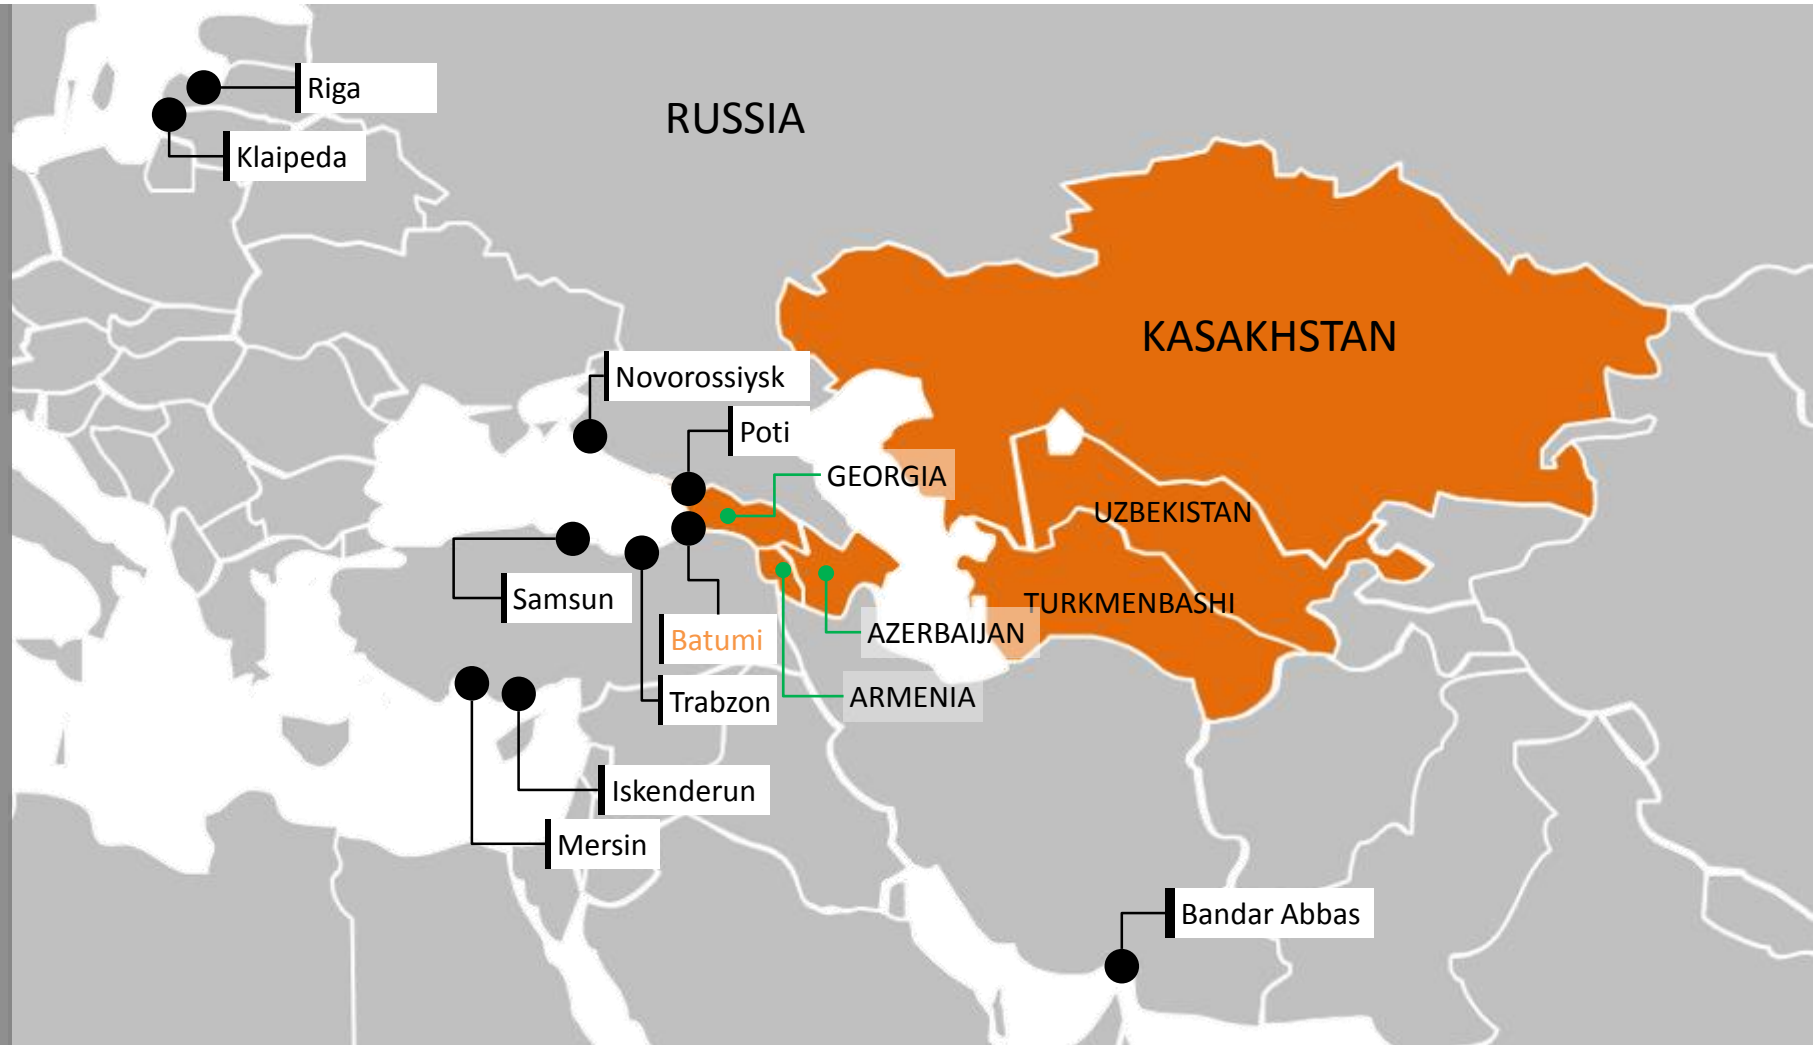 Riga
RUSSIA
Klaipeda
KASAKHSTAN
Novorossiysk
Poti
GEORGIA
UZBEKISTAN
Samsun
TURKMENBASHI
Batumi
AZERBAIJAN
Trabzon
ARMENIA
Iskenderun
Mersin
Bandar Abbas